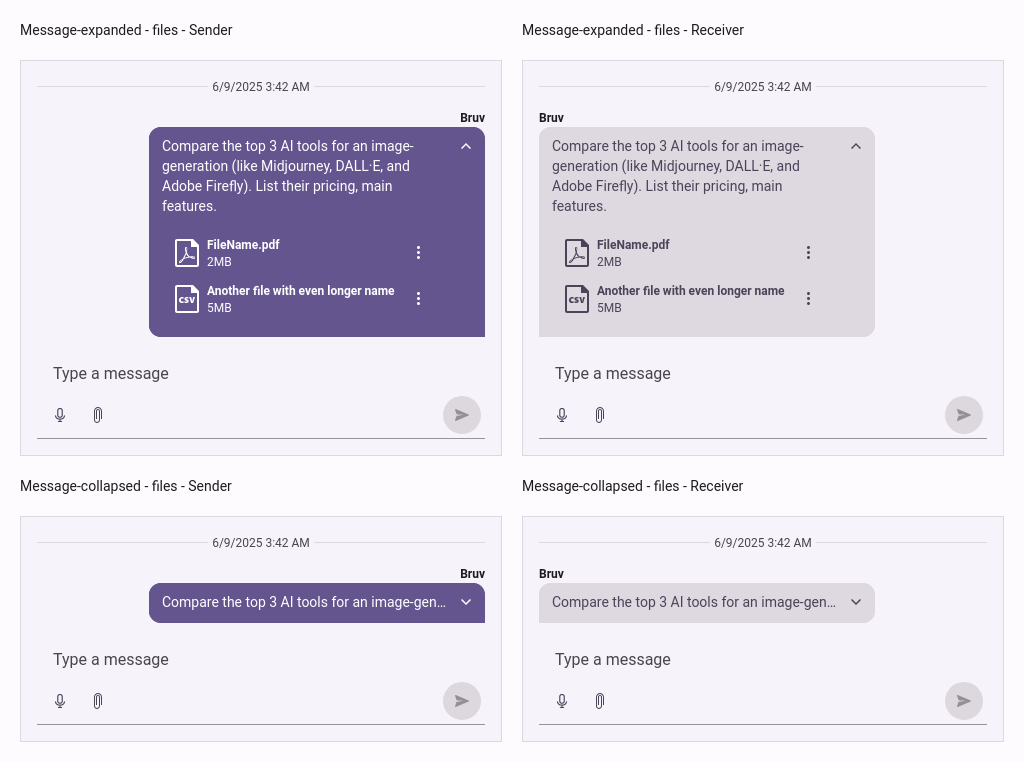 Message-expanded - files - Sender
6/9/2025 3:42 AM
Bruv
Compare the top 3 AI tools for an image-
generation (like Midjourney, DALL·E, and
Adobe Firefly). List their pricing, main
features.
FileName.pdf
2MB
csv
Another file with even longer name
5MB
Type a message
Message-expanded - files - Receiver
6/9/2025 3:42 AM
Bruv
Compare the top 3 AI tools for an image-
generation (like Midjourney, DALL·E, and
Adobe Firefly). List their pricing, main
features.
FileName.pdf
2MB
csv
Another file with even longer name
5MB
Type a message
Message-collapsed - files - Sender
6/9/2025 3:42 AM
Bruv
Compare the top 3 AI tools for an image-gen...
Type a message
Message-collapsed - files - Receiver
6/9/2025 3:42 AM
Bruv
Compare the top 3 AI tools for an image-gen...
Type a message